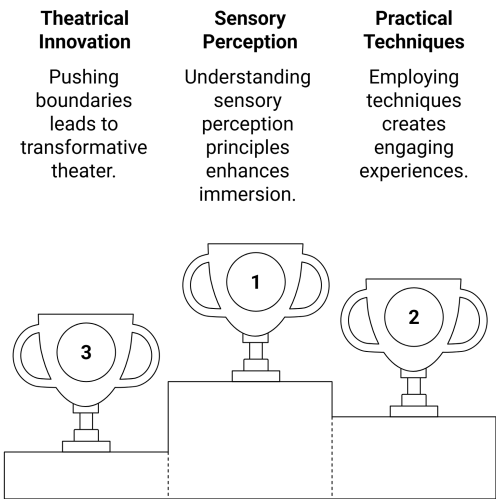 Theatrical
Innovation
Pushing
boundaries
leads to
transformative
theater.
Sensory
Perception
Understanding
sensory
perception
principles
enhances
immersion.
Practical
Techniques
Employing
techniques
creates
engaging
experiences.
3
1
2